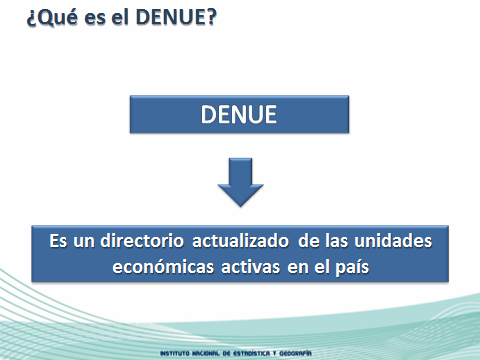 ¿Qué es el DENUE?
DENUE
Es un directorio actualizado de las unidades
económicas activas en el país
INSTITUTO NACIONAL DE ESTADÍSTICA Y GEOGRAFÍA